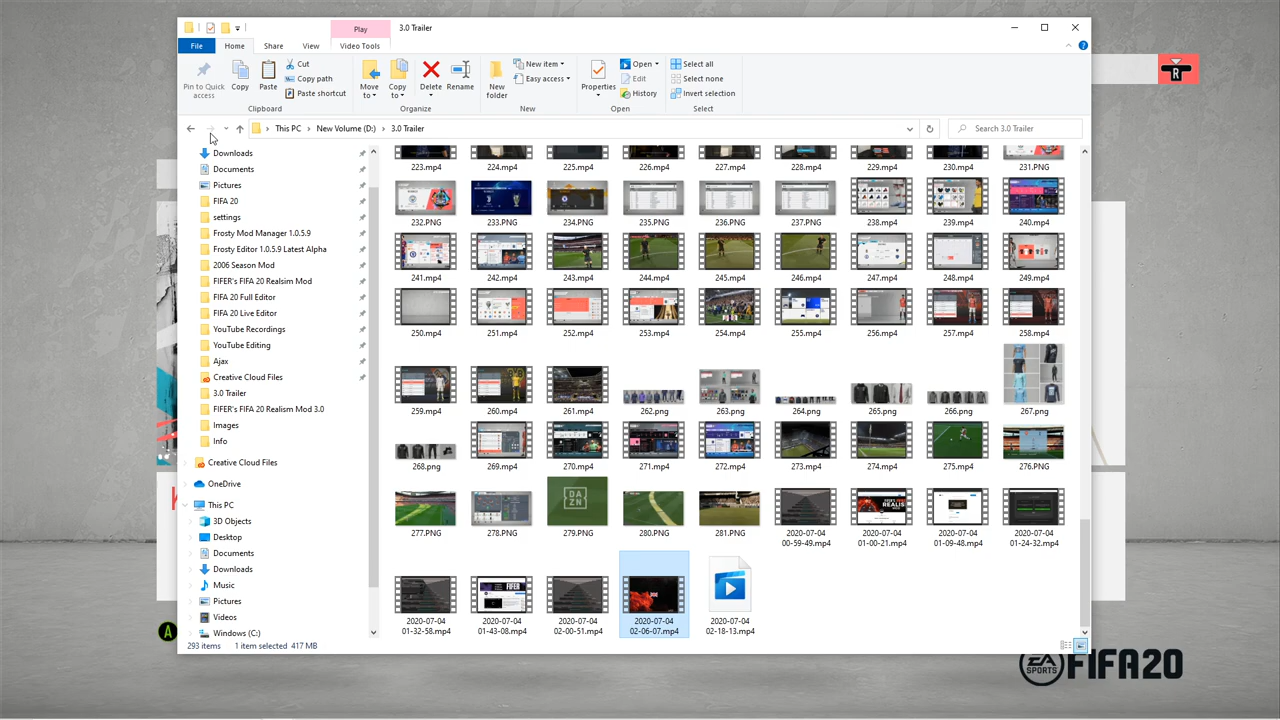 3.0 Trailer
Play
File
Home
Share
View
Video Tools
Pin to Quick access
Copy
Paste
Cut
Copy path
Paste shortcut
Clipboard
Move to
Copy to
Delete
Rename
Organize
New folder
New item
Easy access
New
Properties
Open
Edit
History
Open
Select all
Select none
Invert selection
Select
This PC
New Volume (D:)
3.0 Trailer
Search 3.0 Trailer
Downloads
Documents
Pictures
FIFA 20
settings
Frosty Mod Manager 1.0.5.9
Frosty Editor 1.0.5.9 Latest Alpha
2006 Season Mod
FIFER's FIFA 20 Realsim Mod
FIFA 20 Full Editor
FIFA 20 Live Editor
YouTube Recordings
YouTube Editing
Ajax
Creative Cloud Files
3.0 Trailer
FIFER's FIFA 20 Realism Mod 3.0
Images
Info
Creative Cloud Files
OneDrive
This PC
3D Objects
Desktop
Documents
Downloads
Music
Pictures
Videos
Windows (C:)
223.mp4 224.mp4 225.mp4 226.mp4 227.mp4 228.mp4 229.mp4 230.mp4 231.PNG
232.PNG 233.PNG 234.PNG 235.PNG 236.PNG 237.PNG 238.mp4 239.mp4 240.mp4
241.mp4 242.mp4 243.mp4 244.mp4 245.mp4 246.mp4 247.mp4 248.mp4 249.mp4
250.mp4 251.mp4 252.mp4 253.mp4 254.mp4 255.mp4 256.mp4 257.mp4 258.mp4
259.mp4 260.mp4 261.mp4 262.png 263.png 264.png 265.png 266.png 267.png
268.png 269.mp4 270.mp4 271.mp4 272.mp4 273.mp4 274.mp4 275.mp4 276.PNG
DAZN
277.PNG 278.PNG 279.PNG 280.PNG 281.PNG 2020-07-04 00-59-49.mp4 2020-07-04 01-00-21.mp4 2020-07-04 01-09-48.mp4 2020-07-04 01-24-32.mp4
2020-07-04 01-32-58.mp4 2020-07-04 01-43-08.mp4 2020-07-04 02-00-51.mp4 2020-07-04 02-06-07.mp4 2020-07-04 02-18-13.mp4
293 items 1 item selected 417 MB
R
A
EA SPORTS FIFA20